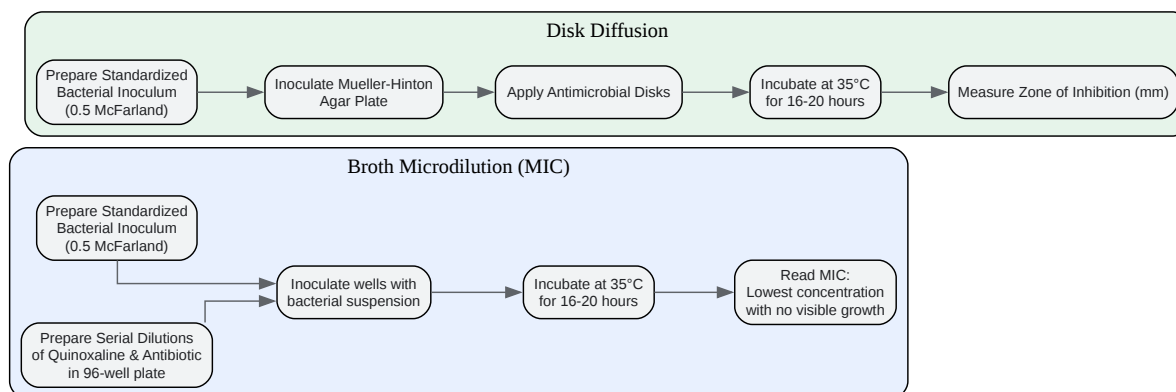 Disk Diffusion
Prepare Standardized
Bacterial Inoculum
(0.5 McFarland)
Inoculate Mueller-Hinton
Agar Plate
Apply Antimicrobial Disks
Incubate at 35°C
for 16-20 hours
Measure Zone of Inhibition (mm)
Broth Microdilution (MIC)
Prepare Standardized
Bacterial Inoculum
(0.5 McFarland)
Prepare Serial Dilutions
of Quinoxaline & Antibiotic
in 96-well plate
Inoculate wells with
bacterial suspension
Incubate at 35°C
for 16-20 hours
Read MIC:
Lowest concentration
with no visible growth